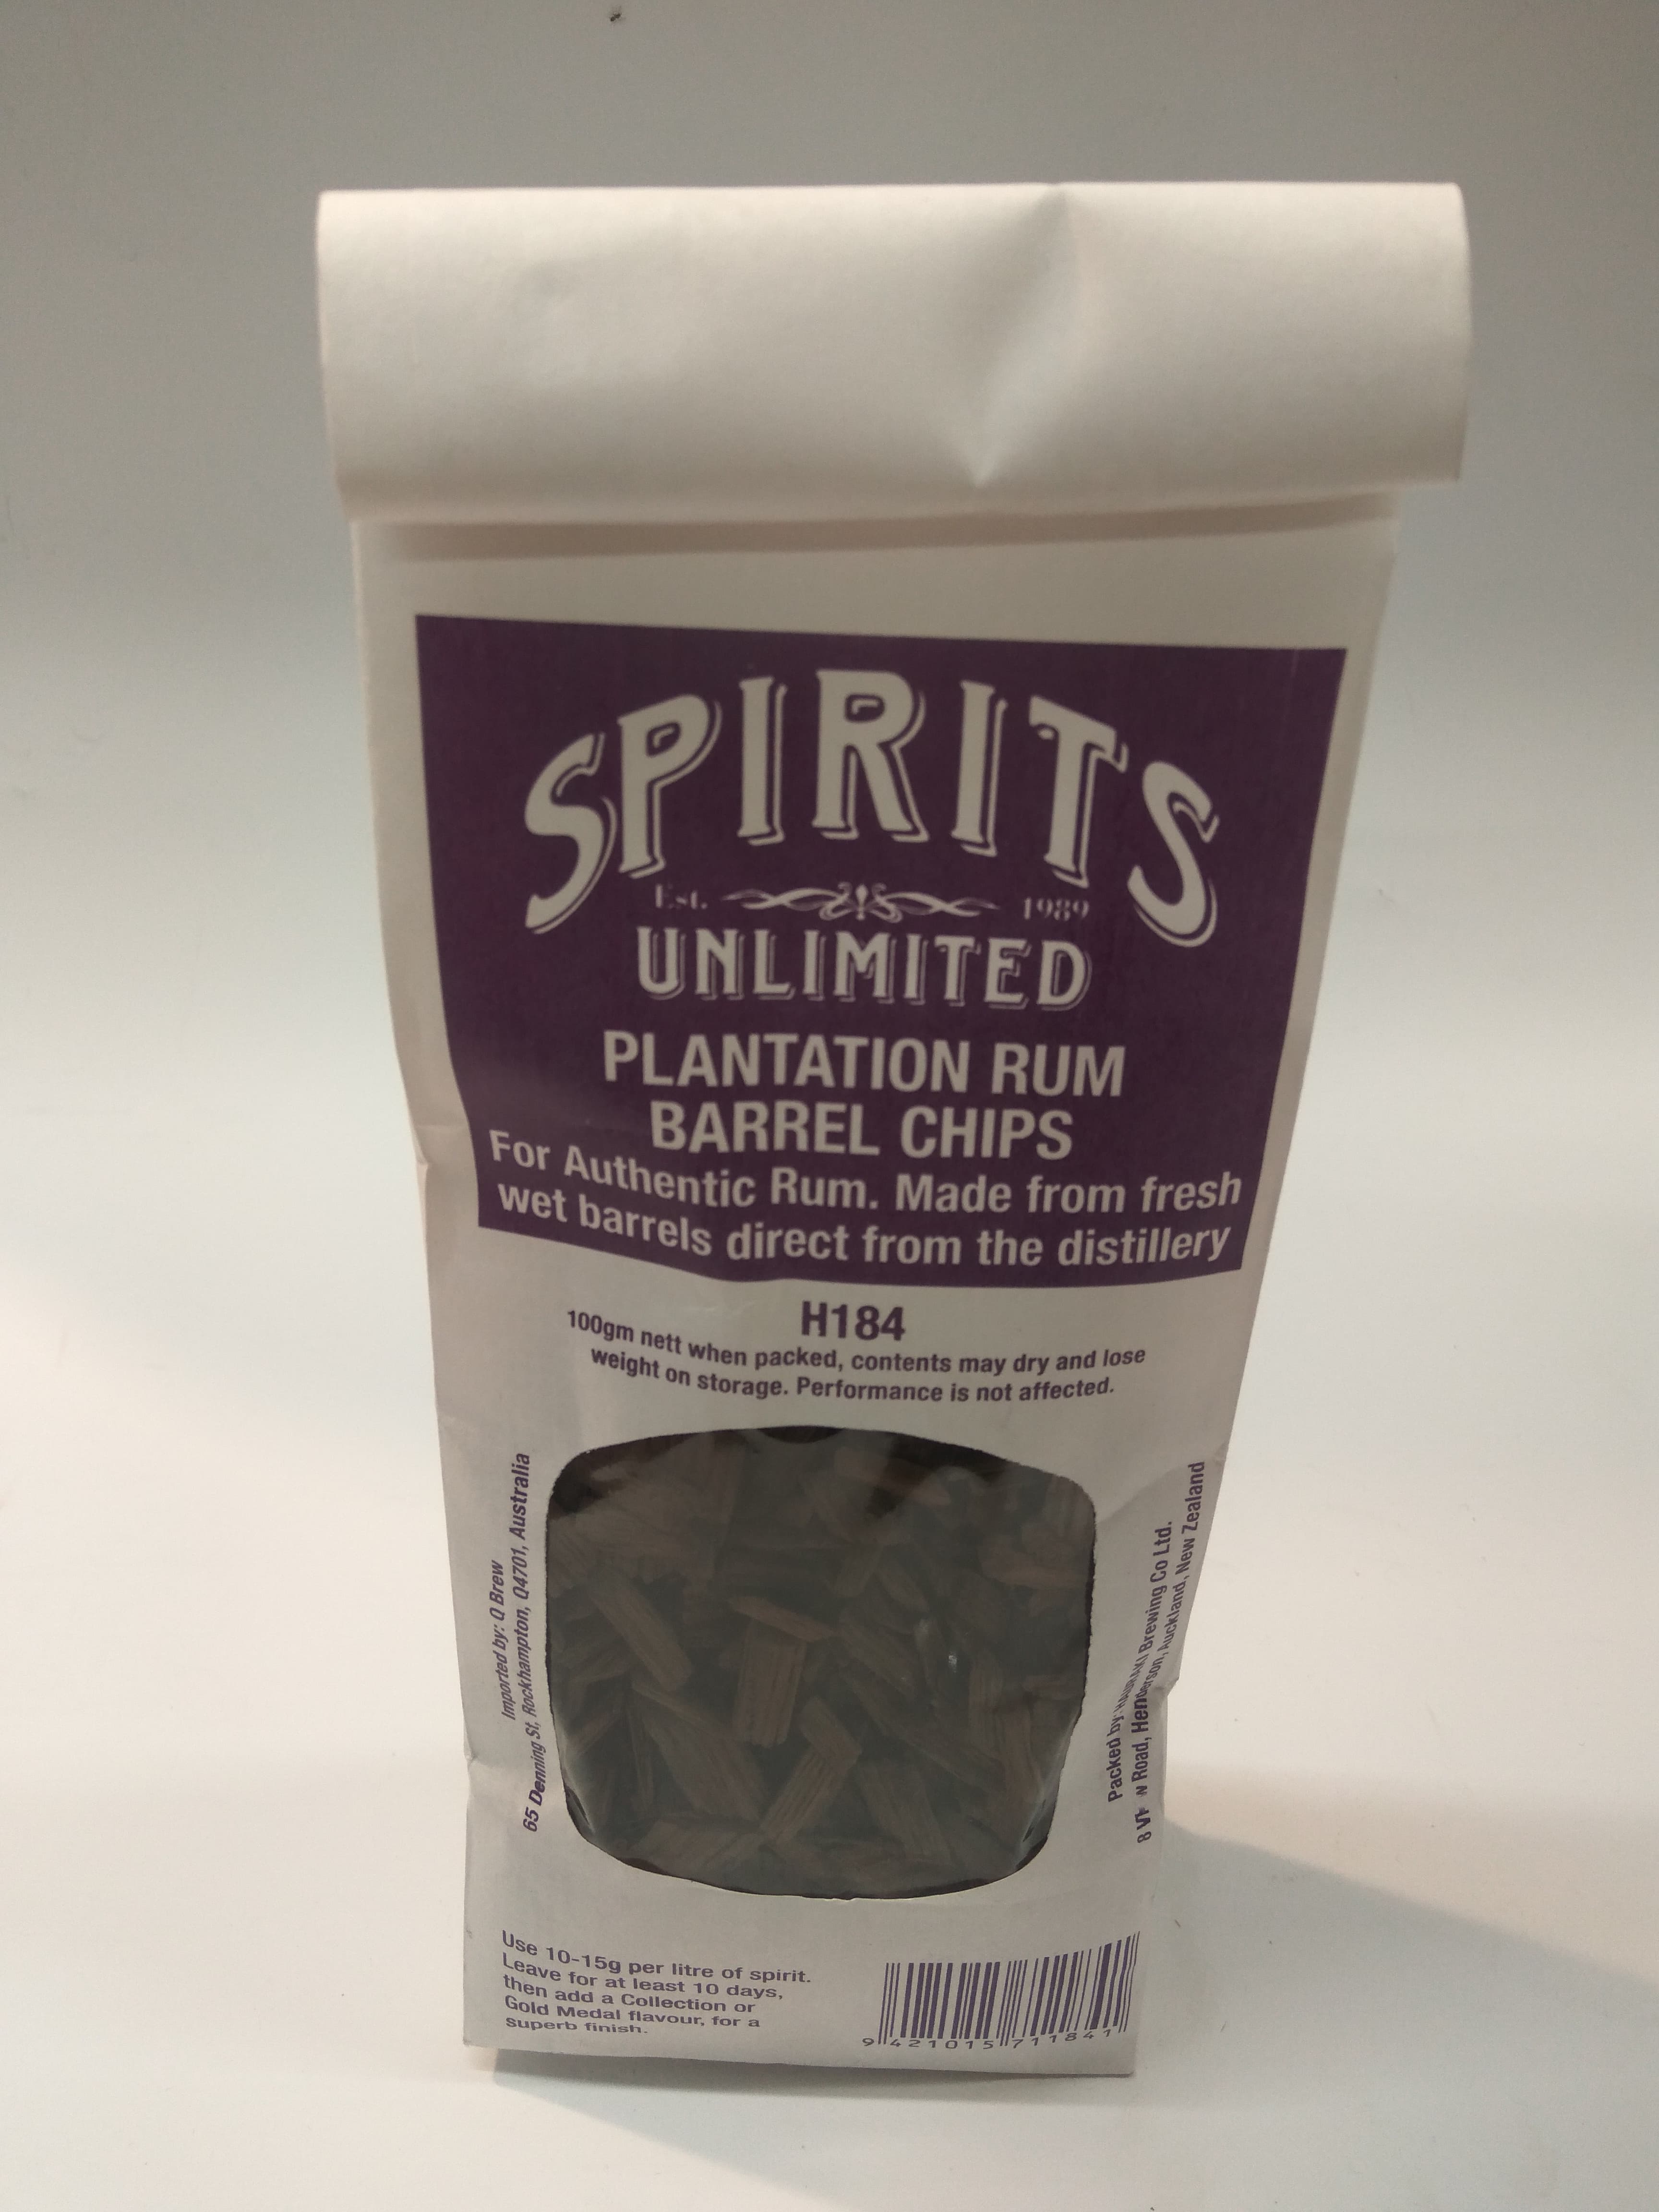 SPIRITS
Est. 1989
UNLIMITED
PLANTATION RUM
BARREL CHIPS
For Authentic Rum. Made from fresh
wet barrels direct from the distillery
H184
100gm nett when packed, contents may dry and lose
weight on storage. Performance is not affected.
Imported by: Q Brew
65 Denning St, Rockhampton, Q4701, Australia
Packed by: HAURAKI Brewing Co Ltd.
8 Road, Henderson, Auckland, New Zealand
Use 10-15g per litre of spirit.
Leave for at least 10 days,
then add a Collection or
Gold Medal flavour, for a
superb finish.
9 421015 711841